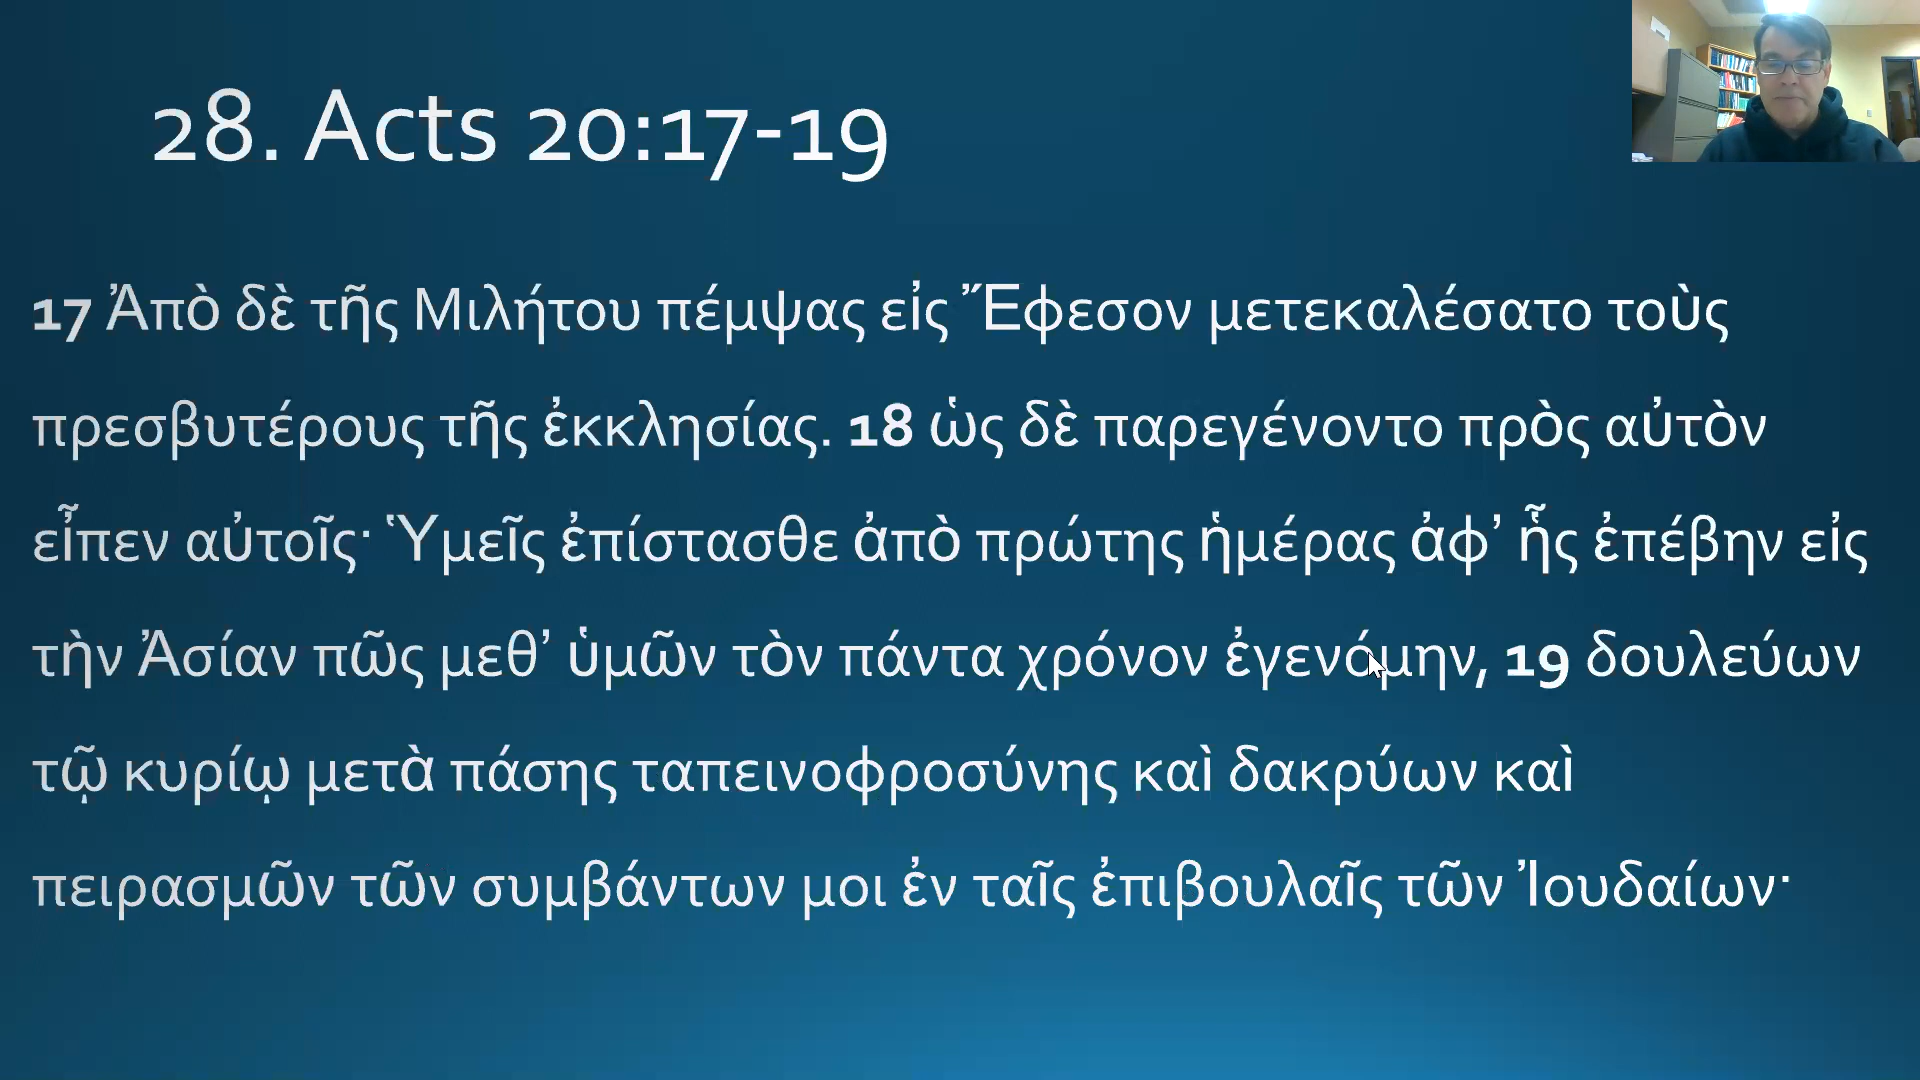 28. Acts 20:17-19
17 Ἀπὸ δὲ τῆς Μιλήτου πέμψας εἰς Ἔφεσον μετεκαλέσατο τοὺς
πρεσβυτέρους τῆς ἐκκλησίας. 18 ὡς δὲ παρεγένοντο πρὸς αὐτὸν
εἶπεν αὐτοῖς· Ὑμεῖς ἐπίστασθε ἀπὸ πρώτης ἡμέρας ἀφ’ ἧς ἐπέβην εἰς
τὴν Ἀσίαν πῶς μεθ’ ὑμῶν τὸν πάντα χρόνον ἐγενόμην, 19 δουλεύων
τῷ κυρίῳ μετὰ πάσης ταπεινοφροσύνης καὶ δακρύων καὶ
πειρασμῶν τῶν συμβάντων μοι ἐν ταῖς ἐπιβουλαῖς τῶν Ἰουδαίων·